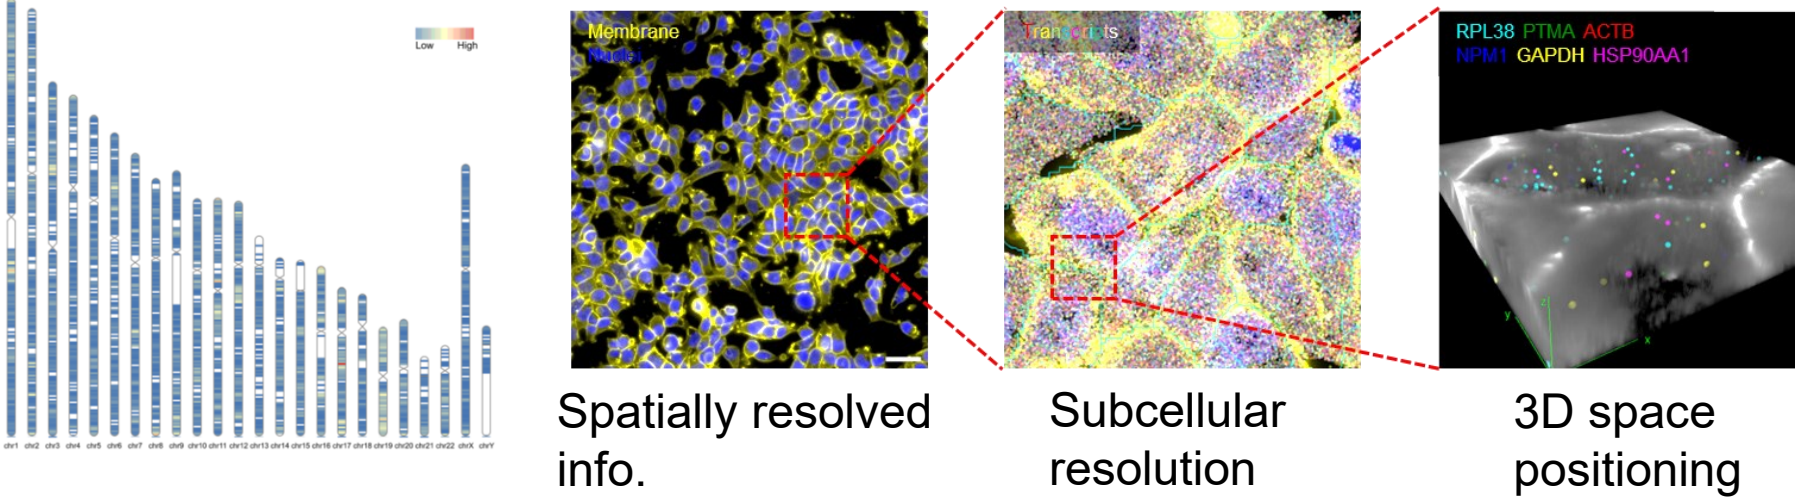 Low High
chr1 chr2 chr3 chr4 chr5 chr6 chr7 chr8 chr9 chr10 chr11 chr12 chr13 chr14 chr15 chr16 chr17 chr18 chr19 chr20 chr21 chr22 chrX chrY
Membrane
Nuclei
Transcripts
RPL38 PTMA ACTB
NPM1 GAPDH HSP90AA1
z
y
x
Spatially resolved
info.
Subcellular
resolution
3D space
positioning